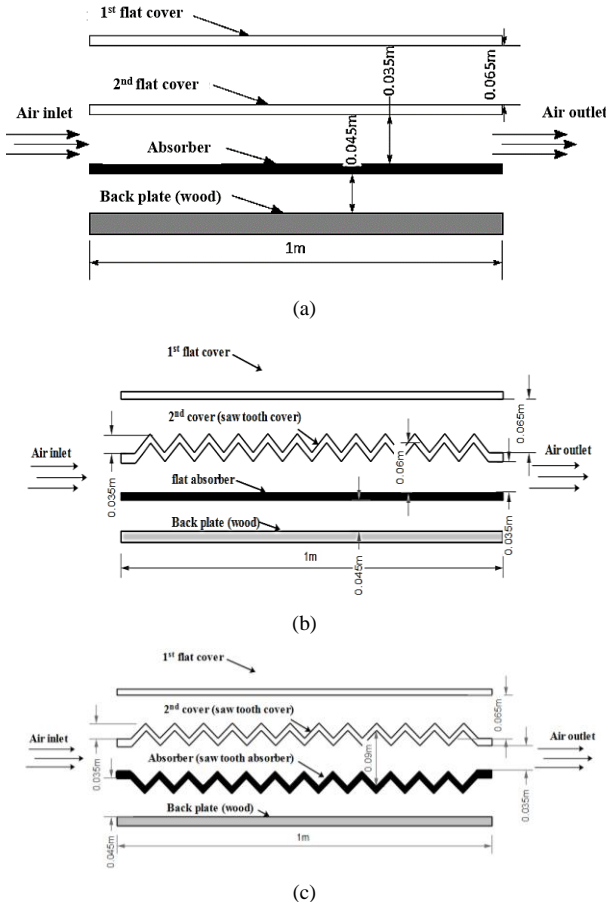 1st flat cover
0.035m
0.065m
2nd flat cover
Air inlet
Air outlet
0.045m
Absorber
Back plate (wood)
1m
(a)
1st flat cover
0.065m
2nd cover (saw tooth cover)
Air inlet
Air outlet
0.06m
0.035m
flat absorber
0.035m
Back plate (wood)
1m
0.045m
(b)
1st flat cover
0.065m
2nd cover (saw tooth cover)
Air inlet
Air outlet
0.09m
0.035m
Absorber (saw tooth absorber)
0.035m
Back plate (wood)
1m
0.045m
(c)